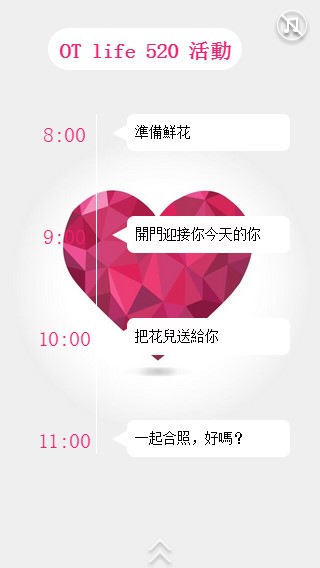 OT life 520 活動
8:00
準備鮮花
9:00
開門迎接你今天的你
10:00
把花兒送給你
11:00
一起合照，好嗎？